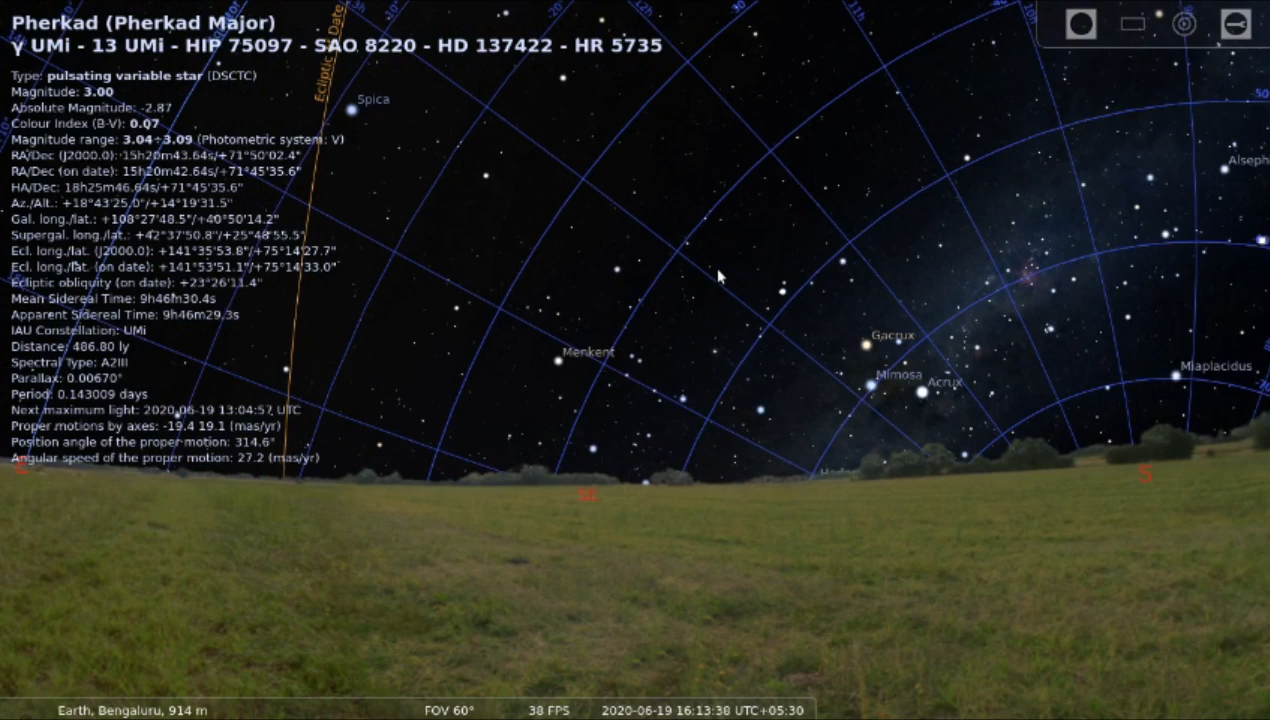 Pherkad (Pherkad Major)
γ UMi - 13 UMi - HIP 75097 - SAO 8220 - HD 137422 - HR 5735
Type: pulsating variable star (DSCTC)
Magnitude: 3.00
Absolute Magnitude: -2.87
Colour Index (B-V): 0.07
Magnitude range: 3.04÷3.09 (Photometric system: V)
RA/Dec (J2000.0): 15h20m43.64s/+71°50'02.4"
RA/Dec (on date): 15h20m42.64s/+71°45'35.6"
HA/Dec: 18h25m46.64s/+71°45'35.6"
Az./Alt.: +18°43'25.0"/+14°19'31.5"
Gal. long./lat.: +108°27'48.5"/+40°50'14.2"
Supergal. long./lat.: +42°37'50.8"/+25°48'55.5"
Ecl. long./lat. (J2000.0): +141°35'53.8"/+75°14'27.7"
Ecl. long./lat. (on date): +141°53'51.1"/+75°14'33.0"
Ecliptic obliquity (on date): +23°26'11.4"
Mean Sidereal Time: 9h46m30.4s
Apparent Sidereal Time: 9h46m29.3s
IAU Constellation: UMi
Distance: 486.80 ly
Spectral Type: A2III
Parallax: 0.00670"
Period: 0.143009 days
Next maximum light: 2020-06-19 13:04:57 UTC
Proper motions by axes: -19.4 19.1 (mas/yr)
Position angle of the proper motion: 314.6°
Angular speed of the proper motion: 27.2 (mas/yr)
Ecliptic of Date
Spica
12h
11h
-50
Alseph
Menkent
Gacrux
Mimosa
Acrux
Miaplacidus
E
SE
S
Earth, Bengaluru, 914 m
FOV 60°
38 FPS
2020-06-19 16:13:38 UTC+05:30